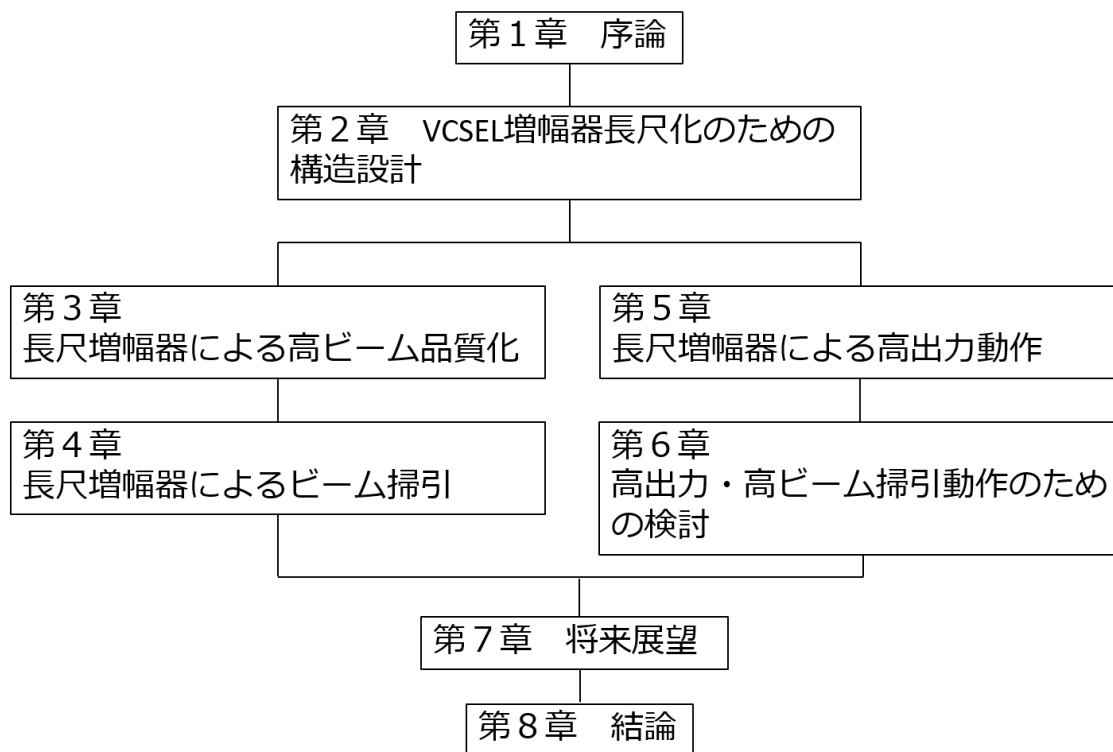 第１章　序論
第２章　VCSEL増幅器長尺化のための
構造設計
第３章
長尺増幅器による高ビーム品質化
第４章
長尺増幅器によるビーム掃引
第５章
長尺増幅器による高出力動作
第６章
高出力・高ビーム掃引動作のため
の検討
第７章　将来展望
第８章　結論